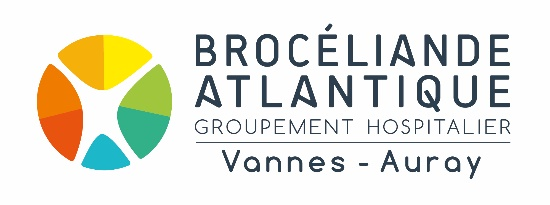 BROCÉLIANDE
ATLANTIQUE
GROUPEMENT HOSPITALIER
Vannes - Auray